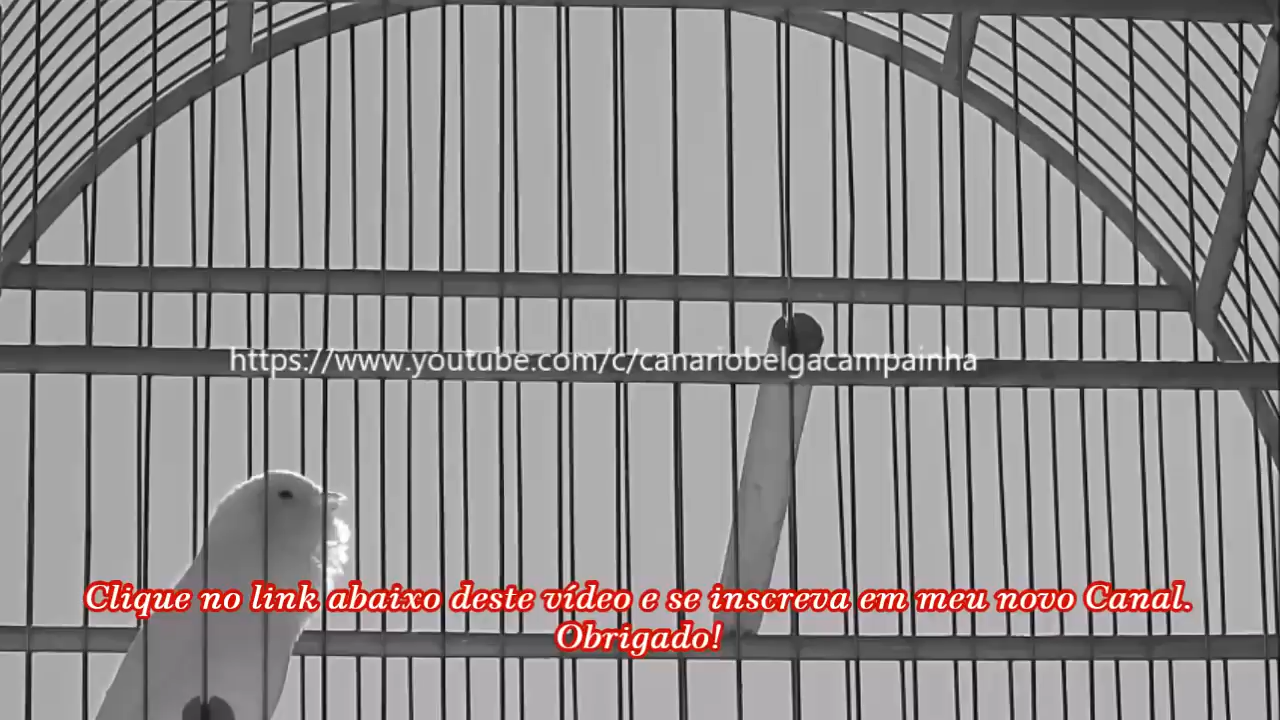 https://www.youtube.com/c/canariobelgacampainha
Clique no link abaixo deste vídeo e se inscreva em meu novo Canal.
Obrigado!